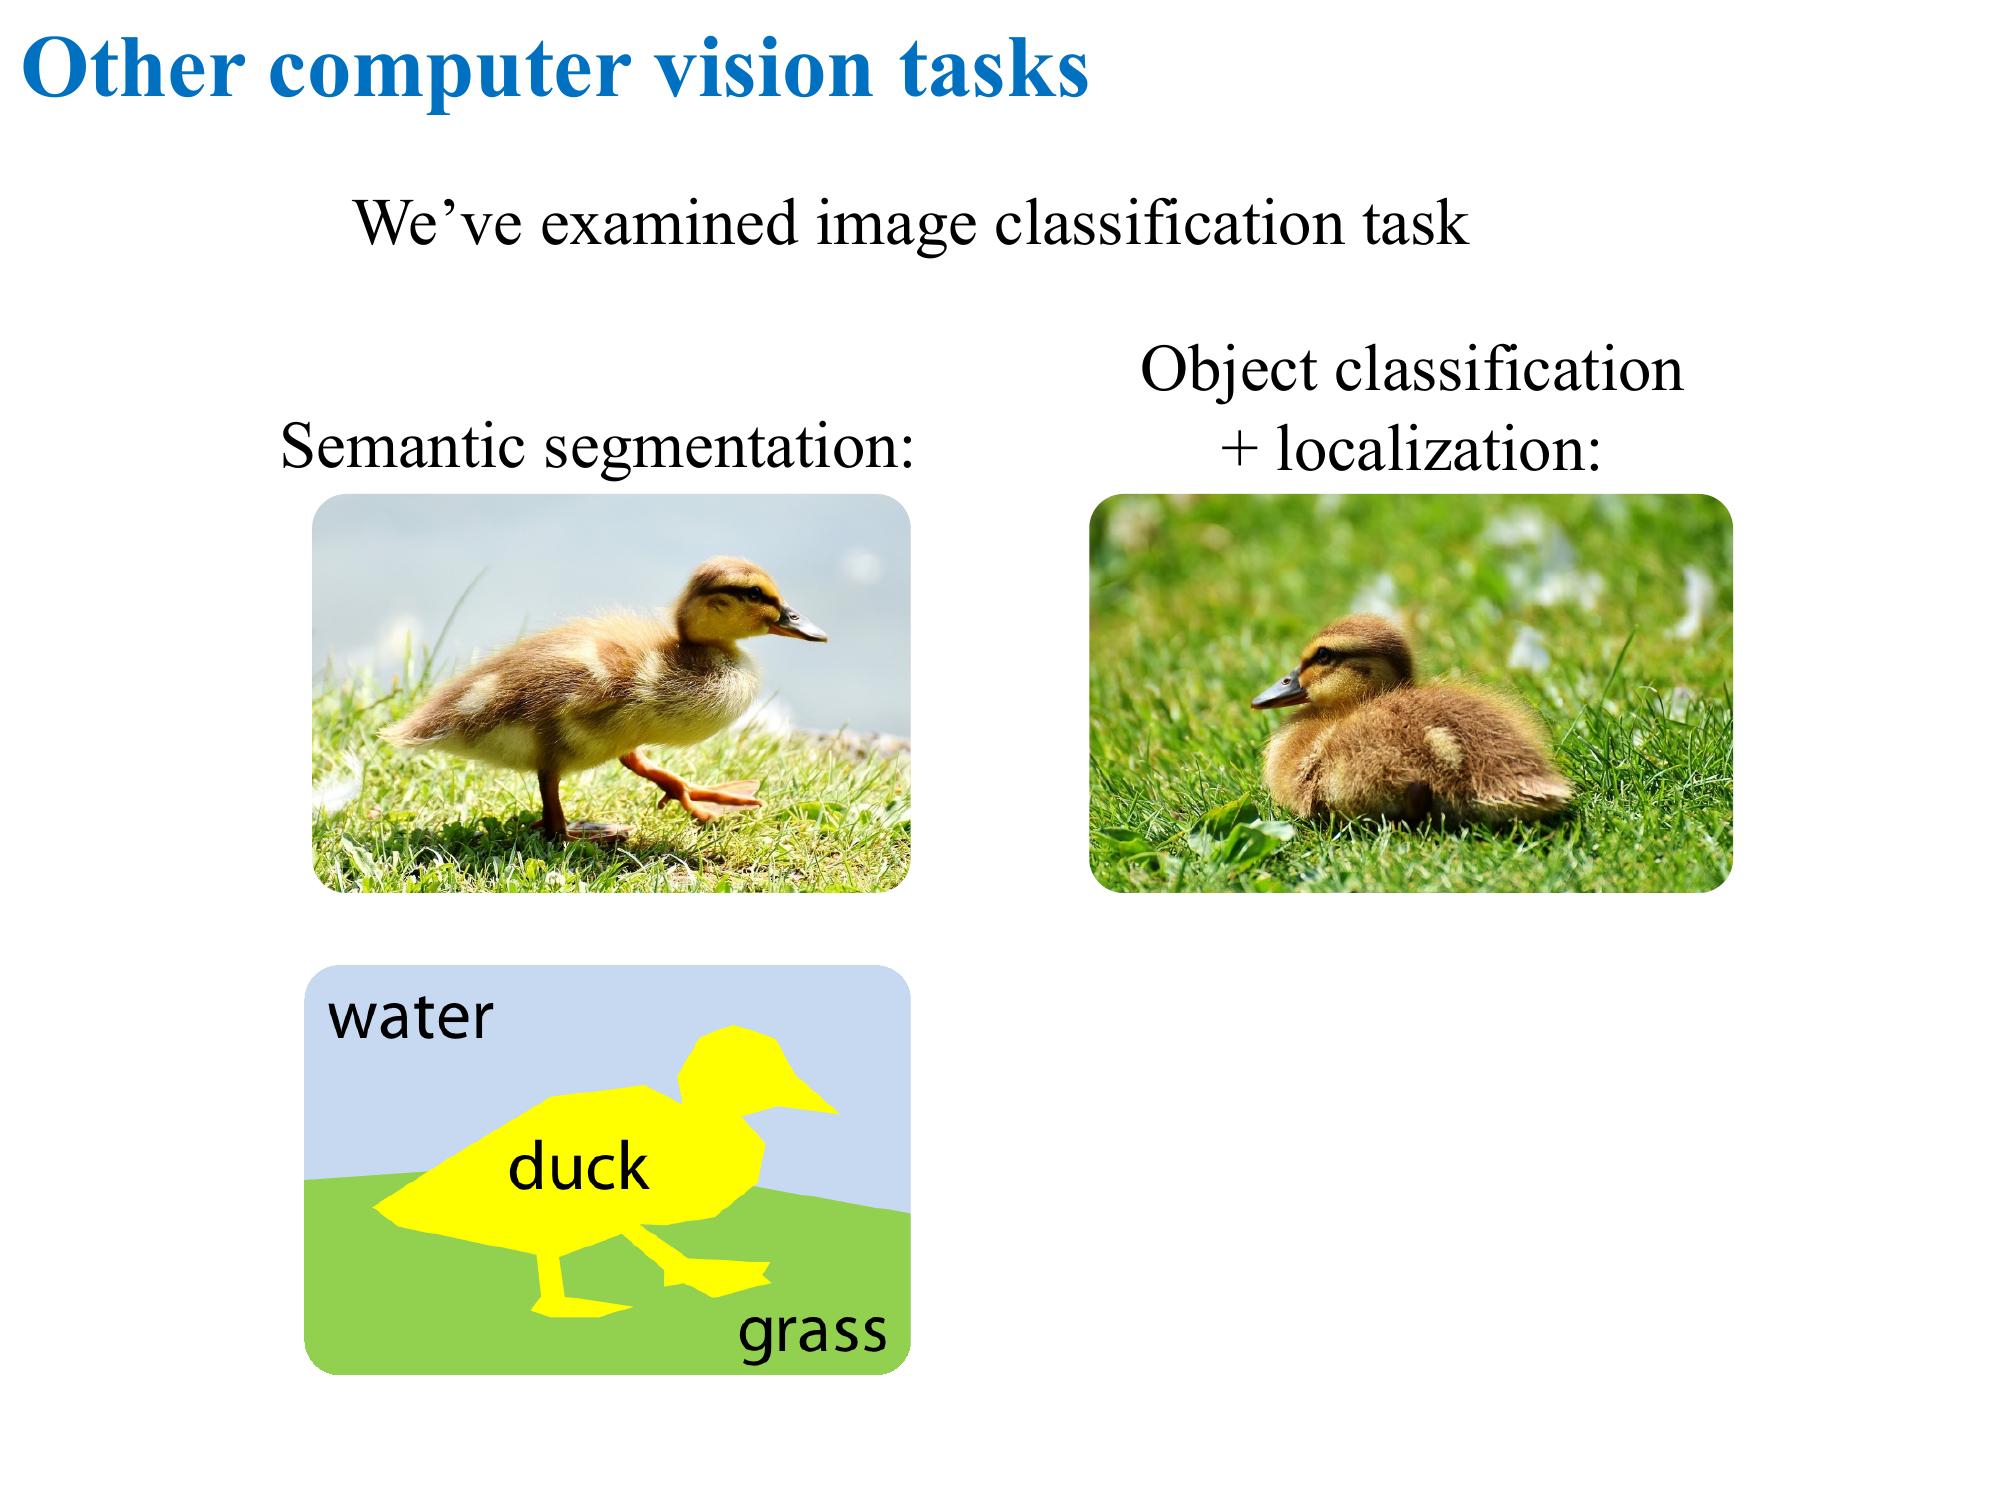 Other computer vision tasks
We’ve examined image classification task
Semantic segmentation:
Object classification
+ localization:
water
duck
grass